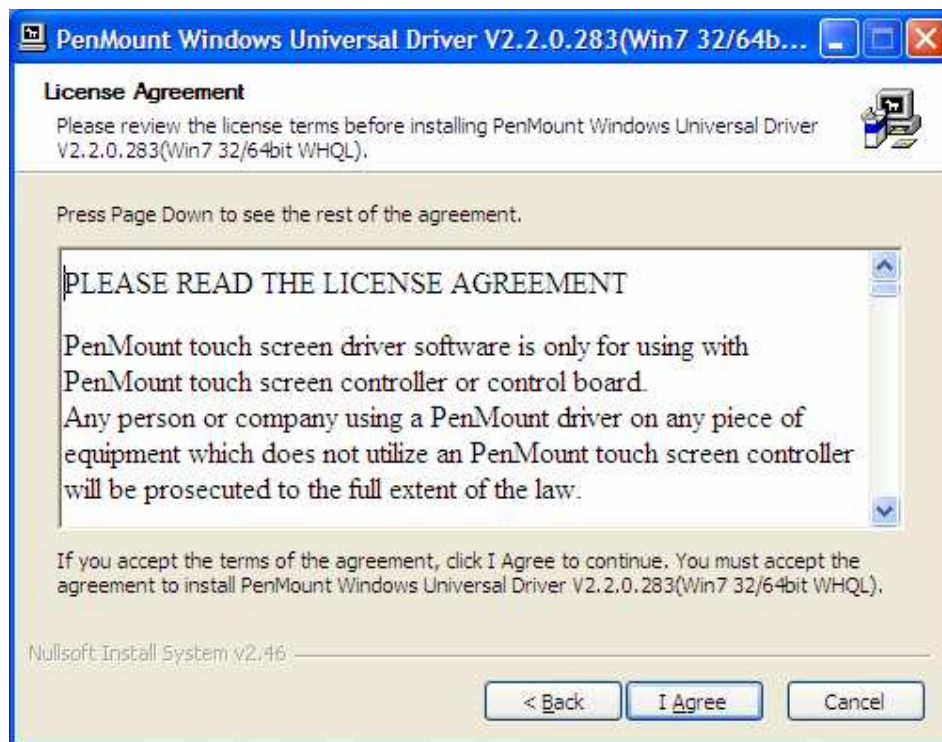 PenMount Windows Universal Driver V2.2.0.283(Win7 32/64b...
License Agreement
Please review the license terms before installing PenMount Windows Universal Driver
V2.2.0.283(Win7 32/64bit WHQL).
Press Page Down to see the rest of the agreement.
PLEASE READ THE LICENSE AGREEMENT
PenMount touch screen driver software is only for using with
PenMount touch screen controller or control board.
Any person or company using a PenMount driver on any piece of
equipment which does not utilize an PenMount touch screen controller
will be prosecuted to the full extent of the law.
If you accept the terms of the agreement, click I Agree to continue. You must accept the
agreement to install PenMount Windows Universal Driver V2.2.0.283(Win7 32/64bit WHQL).
Nullsoft Install System v2.46
< Back
I Agree
Cancel